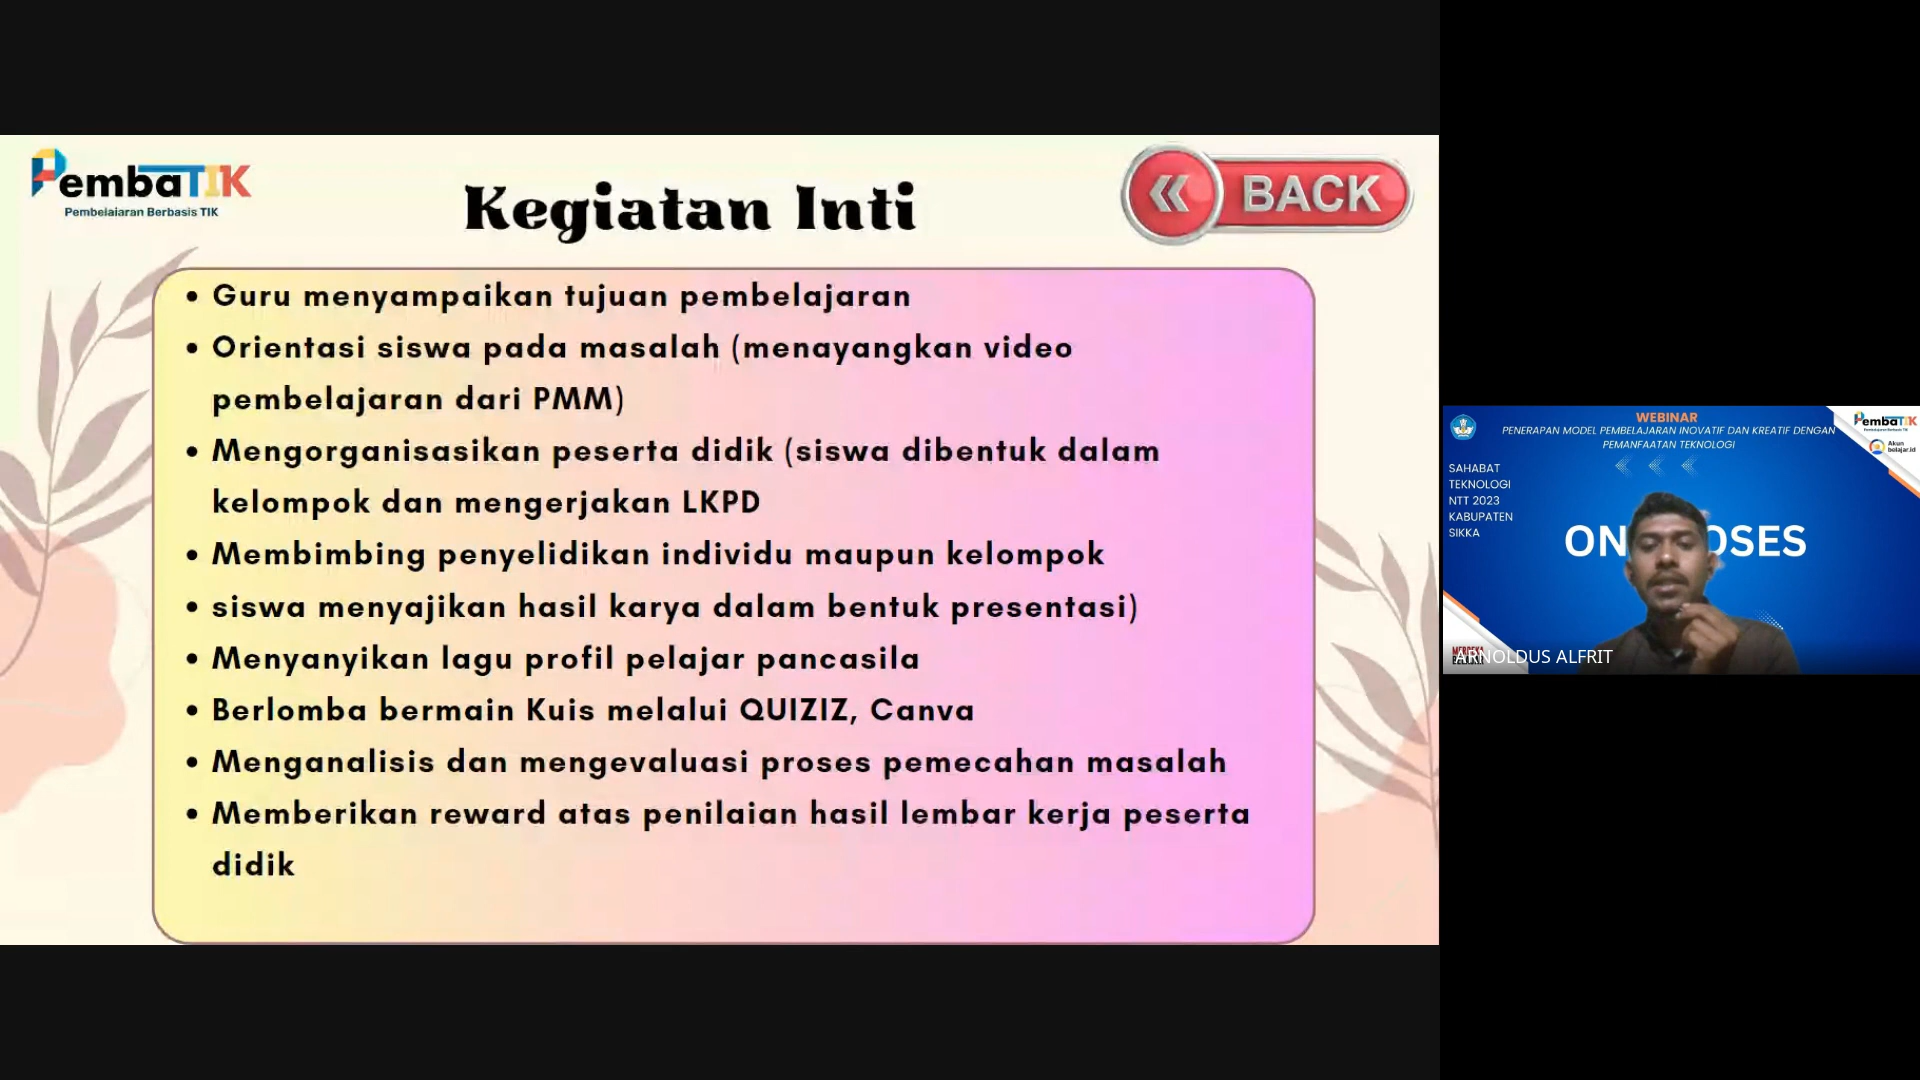 PembaTIK
Pembelajaran Berbasis TIK
Kegiatan Inti
BACK
• Guru menyampaikan tujuan pembelajaran
• Orientasi siswa pada masalah (menayangkan video
pembelajaran dari PMM)
• Mengorganisasikan peserta didik (siswa dibentuk dalam
kelompok dan mengerjakan LKPD
• Membimbing penyelidikan individu maupun kelompok
• siswa menyajikan hasil karya dalam bentuk presentasi)
• Menyanyikan lagu profil pelajar pancasila
• Berlomba bermain Kuis melalui QUIZIZ, Canva
• Menganalisis dan mengevaluasi proses pemecahan masalah
• Memberikan reward atas penilaian hasil lembar kerja peserta
didik
WEBINAR
PENERAPAN MODEL PEMBELAJARAN INOVATIF DAN KREATIF DENGAN
PEMANFAATAN TEKNOLOGI
PembaTIK
Akun
belajar.id
SAHABAT
TEKNOLOGI
NTT 2023
KABUPATEN
SIKKA
ARNOLDUS ALFRIT